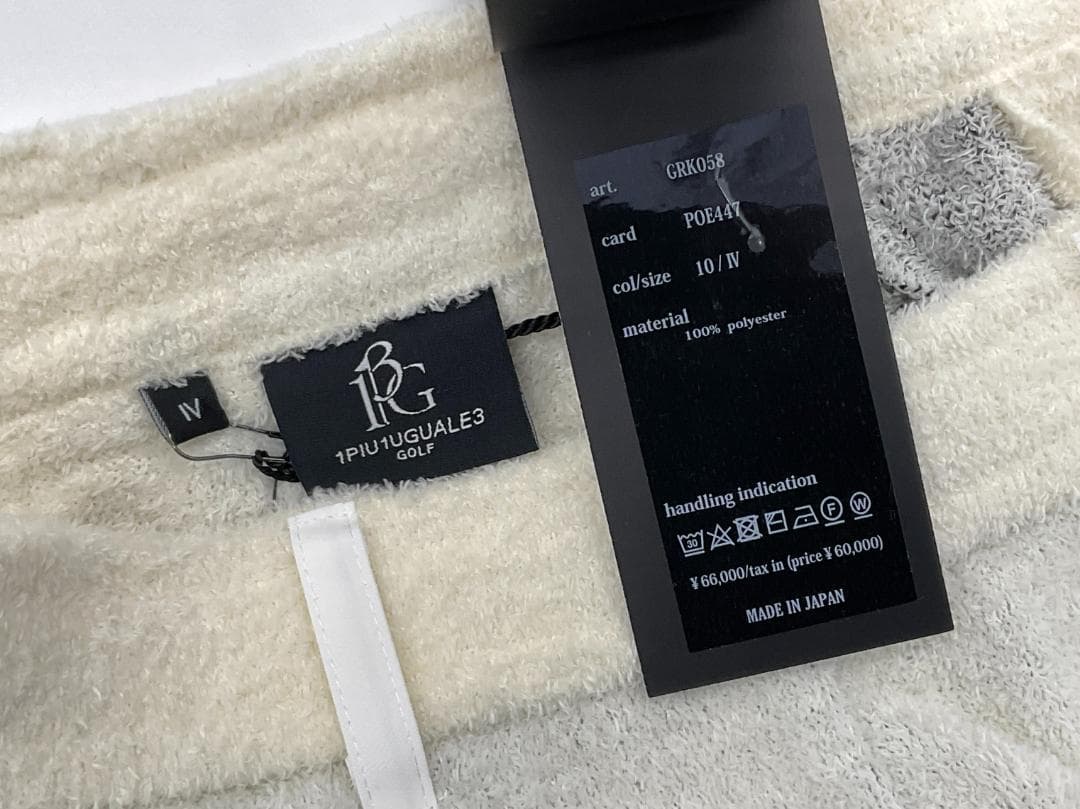 IV
1PG
1PIU1UGUALE3
GOLF
art. GRK058
card POE447
col/size 10/IV
material 100% polyester
handling indication
30 F W
¥66,000/tax in (price¥60,000)
MADE IN JAPAN